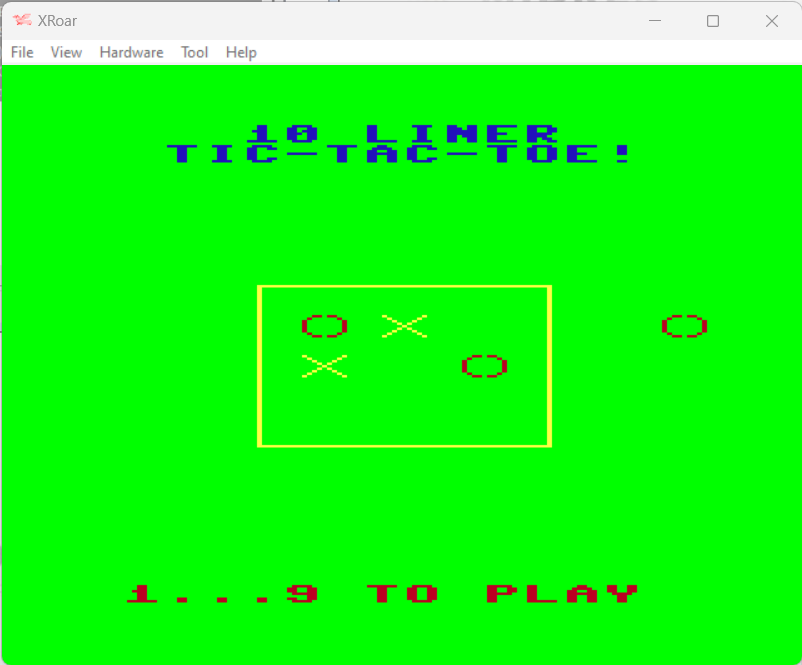 XRoar
File View Hardware Tool Help
10 LINER
TIC-TAC-TOE!
O X O
X O
1...9 TO PLAY